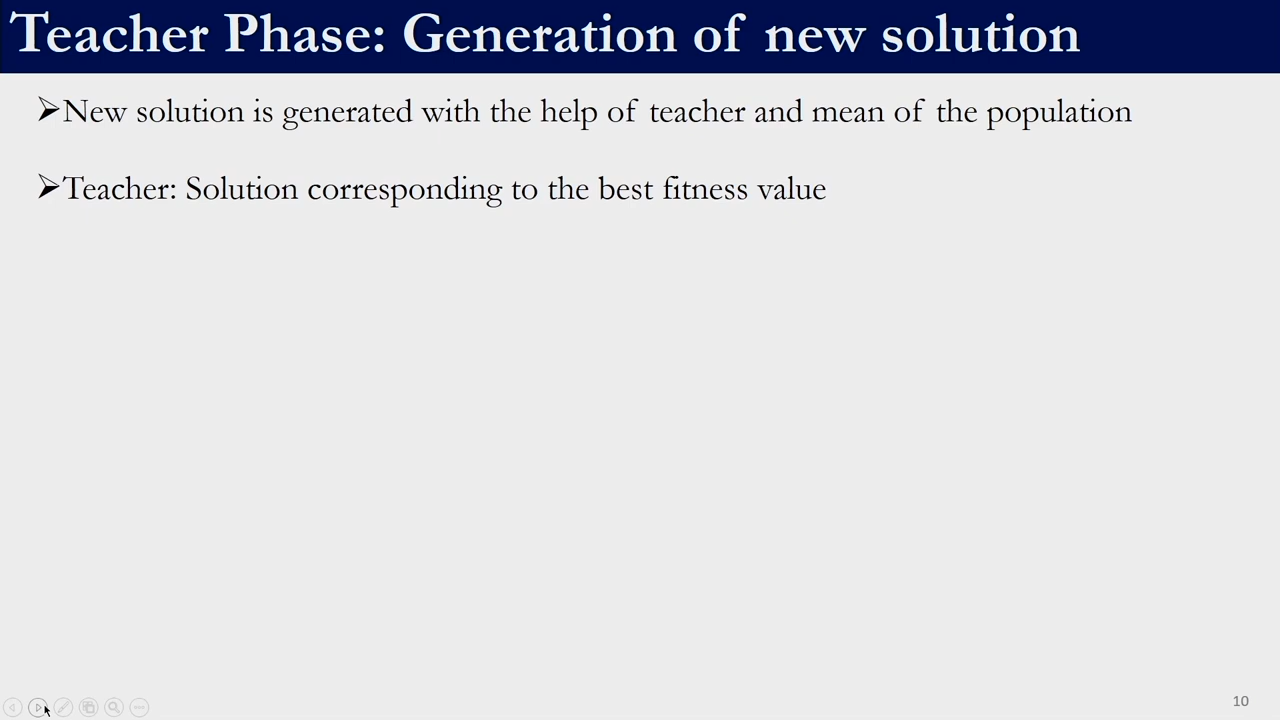 Teacher Phase: Generation of new solution
➢New solution is generated with the help of teacher and mean of the population
➢Teacher: Solution corresponding to the best fitness value
10